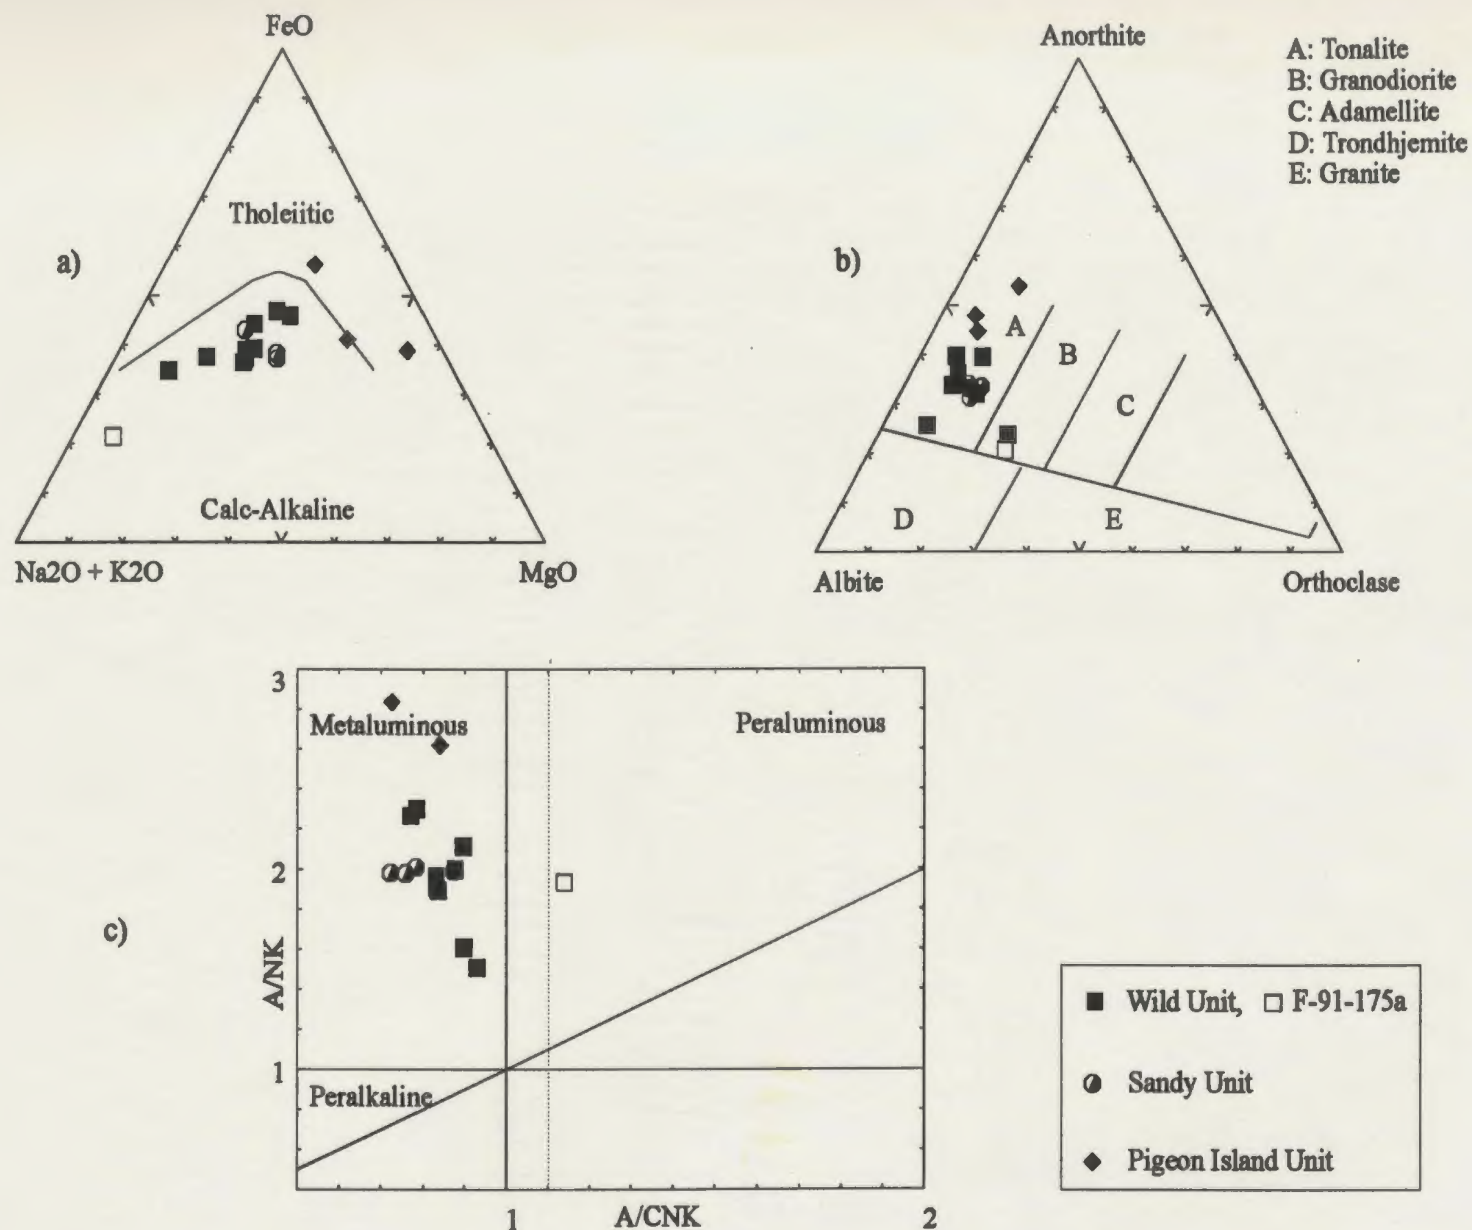 FeO
Tholeiitic
a)
Calc-Alkaline
Na2O + K2O
MgO
Anorthite
b)
A
B
C
D
E
Albite
Orthoclase
A: Tonalite
B: Granodiorite
C: Adamellite
D: Trondhjemite
E: Granite
c)
3
Metaluminous
Peraluminous
2
A/NK
1
Peralkaline
1
A/CNK
2
Wild Unit, F-91-175a
Sandy Unit
Pigeon Island Unit